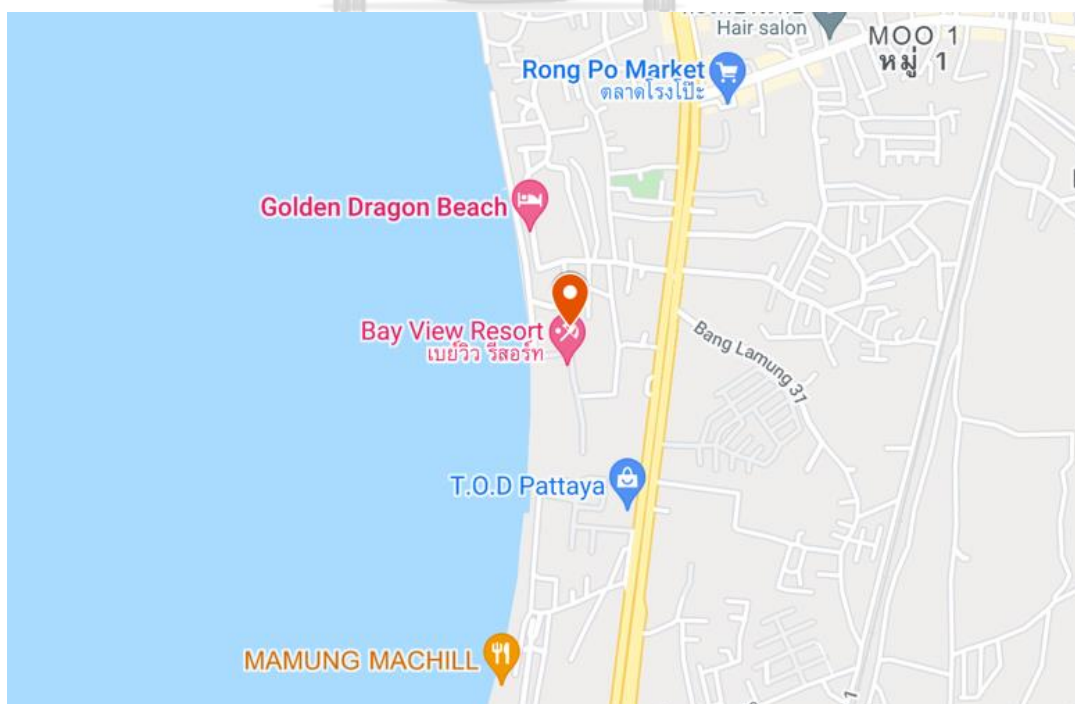 Hair salon
MOO 1
หมู่ 1
Rong Po Market
ตลาดโรงโป๊ะ
Golden Dragon Beach
Bay View Resort
เบย์วิว รีสอร์ท
Bang Lamung 37
T.O.D Pattaya
MAMUNG MACHILL
1